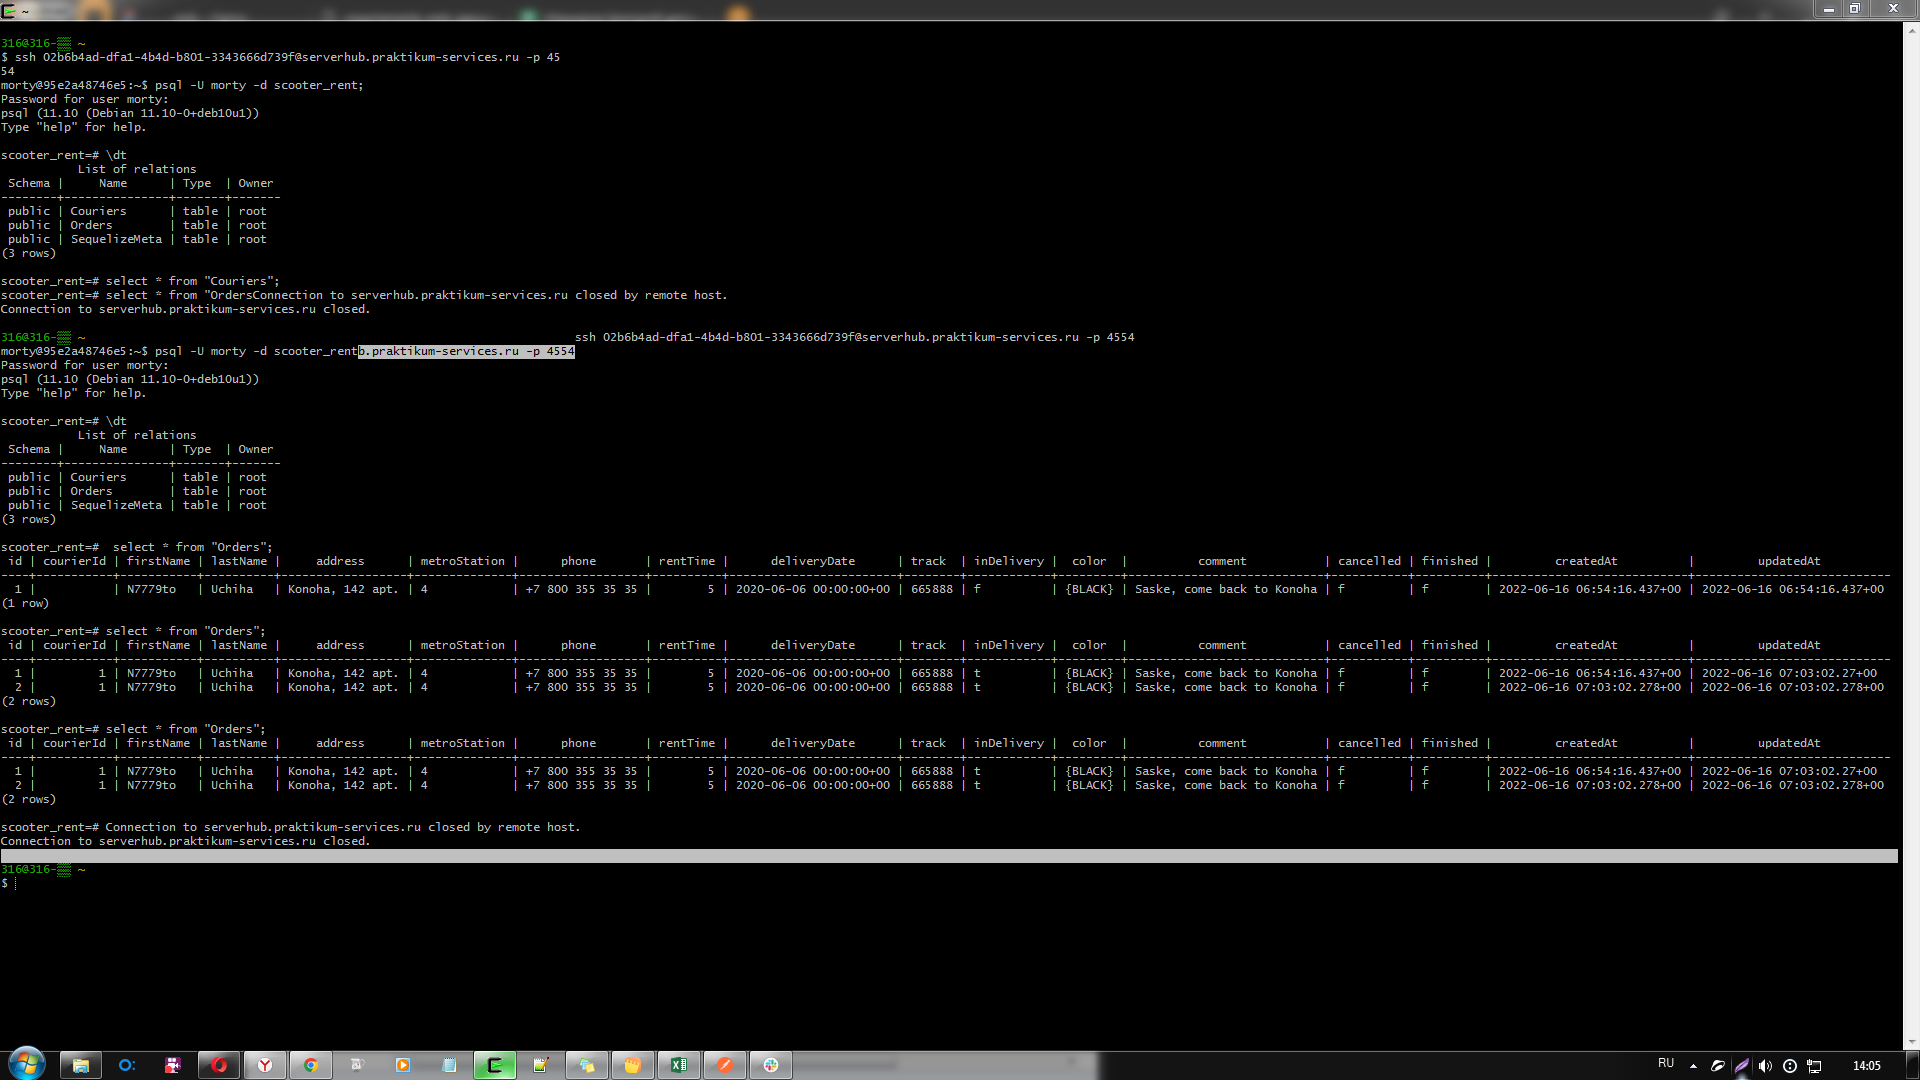 ~
316@316-▒▒ ~
$ ssh 02b6b4ad-dfa1-4b4d-b801-3343666d739f@serverhub.praktikum-services.ru -p 45
54
morty@95e2a48746e5:~$ psql -U morty -d scooter_rent;
Password for user morty:
psql (11.10 (Debian 11.10-0+deb10u1))
Type "help" for help.
scooter_rent=# \dt
List of relations
Schema | Name | Type | Owner
--------+---------------+-------+-------
public | Couriers | table | root
public | Orders | table | root
public | SequelizeMeta | table | root
(3 rows)
scooter_rent=# select * from "Couriers";
scooter_rent=# select * from "OrdersConnection to serverhub.praktikum-services.ru closed by remote host.
Connection to serverhub.praktikum-services.ru closed.
316@316-▒▒ ~ ssh 02b6b4ad-dfa1-4b4d-b801-3343666d739f@serverhub.praktikum-services.ru -p 4554
morty@95e2a48746e5:~$ psql -U morty -d scooter_rentb.praktikum-services.ru -p 4554
Password for user morty:
psql (11.10 (Debian 11.10-0+deb10u1))
Type "help" for help.
scooter_rent=# \dt
List of relations
Schema | Name | Type | Owner
--------+---------------+-------+-------
public | Couriers | table | root
public | Orders | table | root
public | SequelizeMeta | table | root
(3 rows)
scooter_rent=#  select * from "Orders";
id | courierId | firstName | lastName | address | metroStation | phone | rentTime | deliveryDate | track | inDelivery | color | comment | cancelled | finished | createdAt | updatedAt
1 | | N7779to | Uchiha | Konoha, 142 apt. | 4 | +7 800 355 35 35 | 5 | 2020-06-06 00:00:00+00 | 665888 | f | {BLACK} | Saske, come back to Konoha | f | f | 2022-06-16 06:54:16.437+00 | 2022-06-16 06:54:16.437+00
(1 row)
scooter_rent=# select * from "Orders";
id | courierId | firstName | lastName | address | metroStation | phone | rentTime | deliveryDate | track | inDelivery | color | comment | cancelled | finished | createdAt | updatedAt
1 | 1 | N7779to | Uchiha | Konoha, 142 apt. | 4 | +7 800 355 35 35 | 5 | 2020-06-06 00:00:00+00 | 665888 | t | {BLACK} | Saske, come back to Konoha | f | f | 2022-06-16 06:54:16.437+00 | 2022-06-16 07:03:02.27+00
2 | 1 | N7779to | Uchiha | Konoha, 142 apt. | 4 | +7 800 355 35 35 | 5 | 2020-06-06 00:00:00+00 | 665888 | t | {BLACK} | Saske, come back to Konoha | f | f | 2022-06-16 07:03:02.278+00 | 2022-06-16 07:03:02.278+00
(2 rows)
scooter_rent=# select * from "Orders";
id | courierId | firstName | lastName | address | metroStation | phone | rentTime | deliveryDate | track | inDelivery | color | comment | cancelled | finished | createdAt | updatedAt
1 | 1 | N7779to | Uchiha | Konoha, 142 apt. | 4 | +7 800 355 35 35 | 5 | 2020-06-06 00:00:00+00 | 665888 | t | {BLACK} | Saske, come back to Konoha | f | f | 2022-06-16 06:54:16.437+00 | 2022-06-16 07:03:02.27+00
2 | 1 | N7779to | Uchiha | Konoha, 142 apt. | 4 | +7 800 355 35 35 | 5 | 2020-06-06 00:00:00+00 | 665888 | t | {BLACK} | Saske, come back to Konoha | f | f | 2022-06-16 07:03:02.278+00 | 2022-06-16 07:03:02.278+00
(2 rows)
scooter_rent=# Connection to serverhub.praktikum-services.ru closed by remote host.
Connection to serverhub.praktikum-services.ru closed.
316@316-▒▒ ~
$
RU
14:05